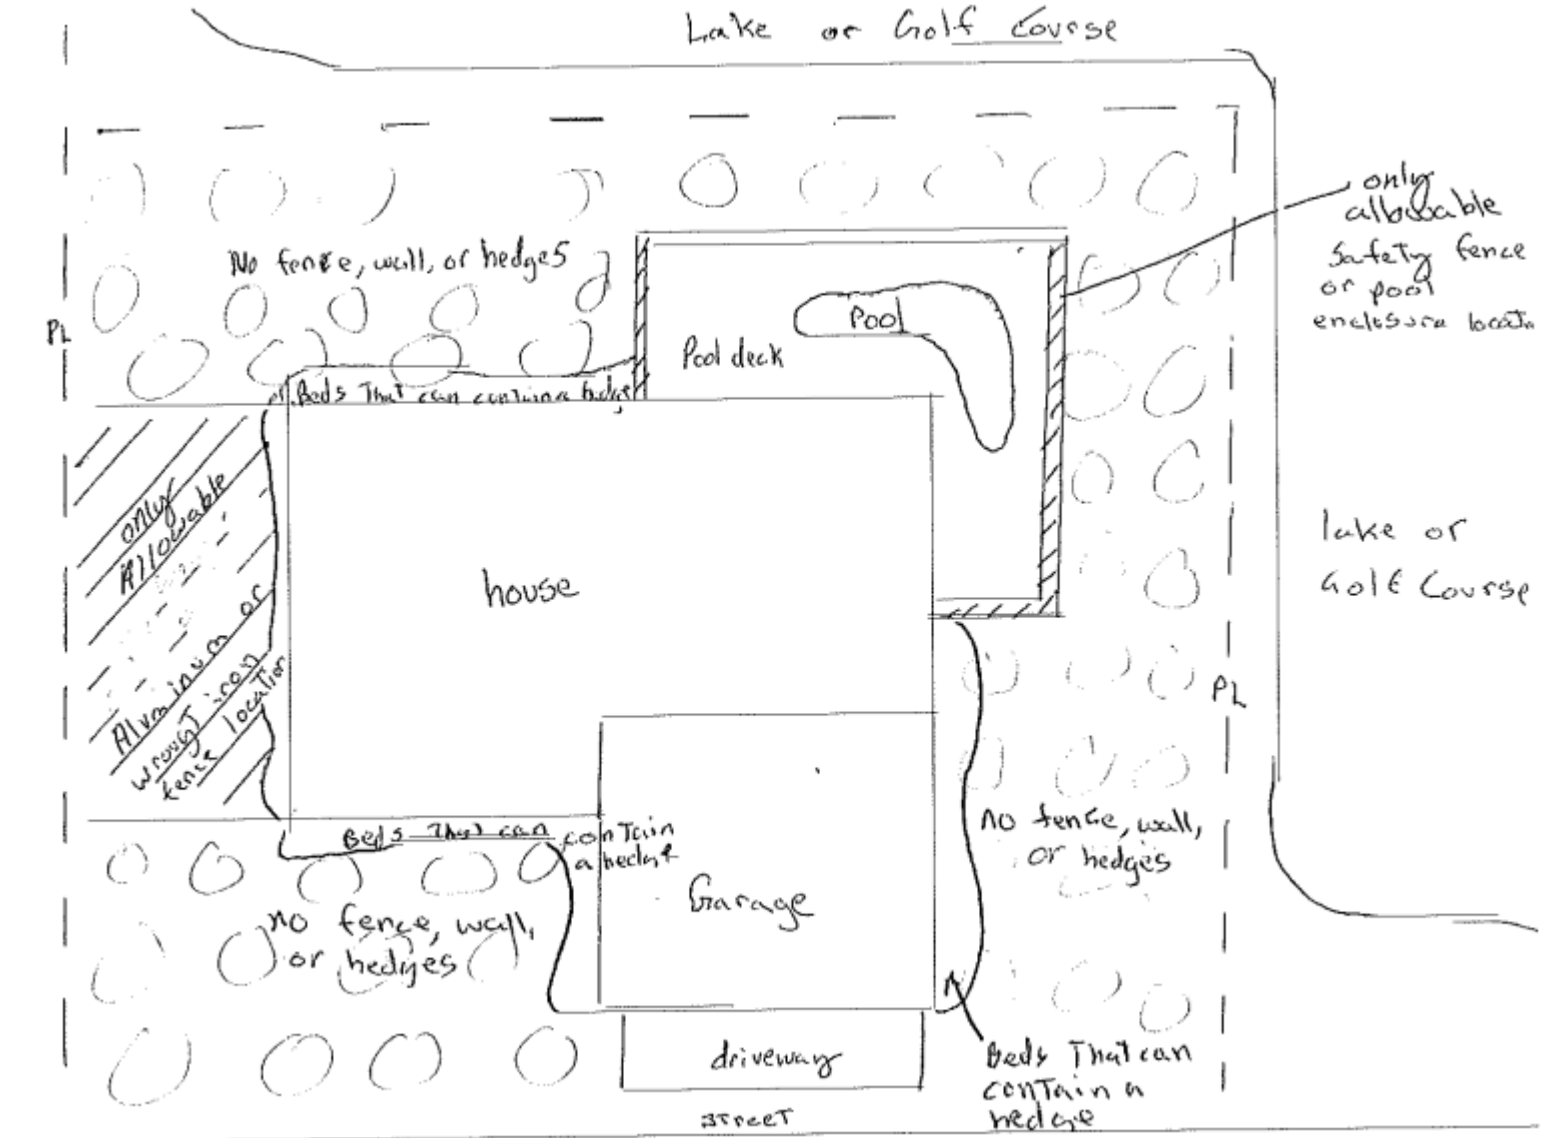 Lake or Golf Course
only
allowable
safety fence
or pool
enclosure locatn
No fence, wall, or hedges
PL
Pool
Pool deck
or Beds That can contain a hedge
only
Allowable
Aluminum or
wrought iron
fence location
house
lake or
Golf Course
PL
Beds That can contain
a hedge
no fence, wall,
or hedges
Garage
no fence, wall,
or hedges
driveway
Beds That can
contain a
hedge
Street